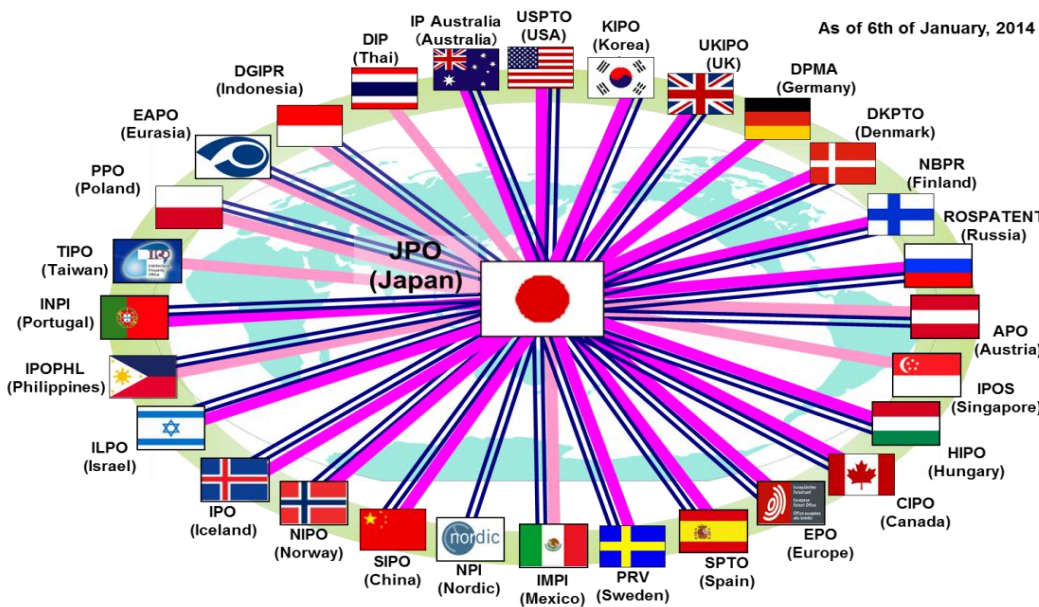 As of 6th of January, 2014
USPTO
(USA)
KIPO
(Korea)
UKIPO
(UK)
DPMA
(Germany)
DKPTO
(Denmark)
NBPR
(Finland)
ROSPATENT
(Russia)
APO
(Austria)
IPOS
(Singapore)
HIPO
(Hungary)
CIPO
(Canada)
EPO
(Europe)
SPTO
(Spain)
PRV
(Sweden)
IMPI
(Mexico)
NPI
(Nordic)
nordic
SIPO
(China)
NIPO
(Norway)
IPO
(Iceland)
ILPO
(Israel)
IPOPHL
(Philippines)
INPI
(Portugal)
TIPO
(Taiwan)
PPO
(Poland)
EAPO
(Eurasia)
DGIPR
(Indonesia)
DIP
(Thai)
IP Australia
(Australia)
JPO
(Japan)